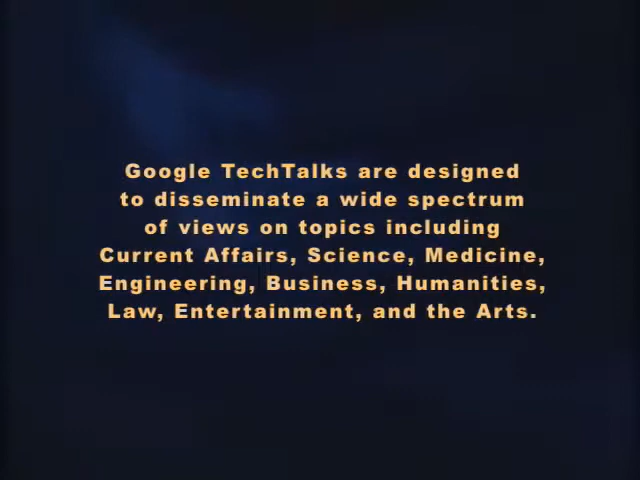 Google TechTalks are designed
to disseminate a wide spectrum
of views on topics including
Current Affairs, Science, Medicine,
Engineering, Business, Humanities,
Law, Entertainment, and the Arts.